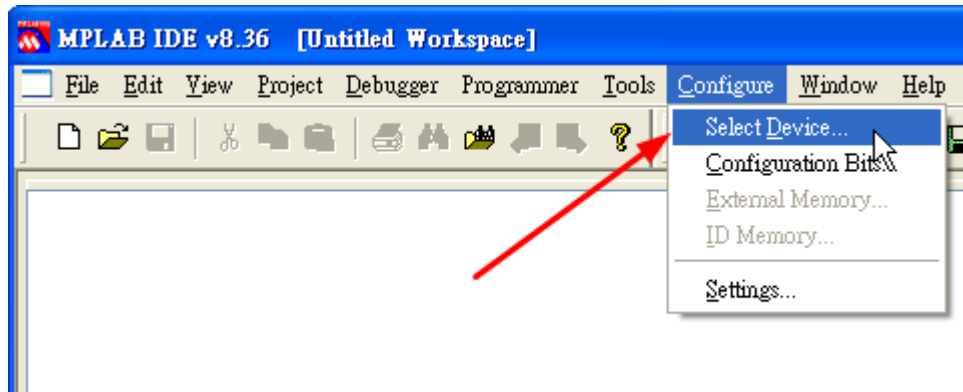 MPLAB IDE v8.36 [Untitled Workspace]
File Edit View Project Debugger Programmer Tools Configure Window Help
Select Device...
Configuration Bits...
External Memory...
ID Memory...
Settings...